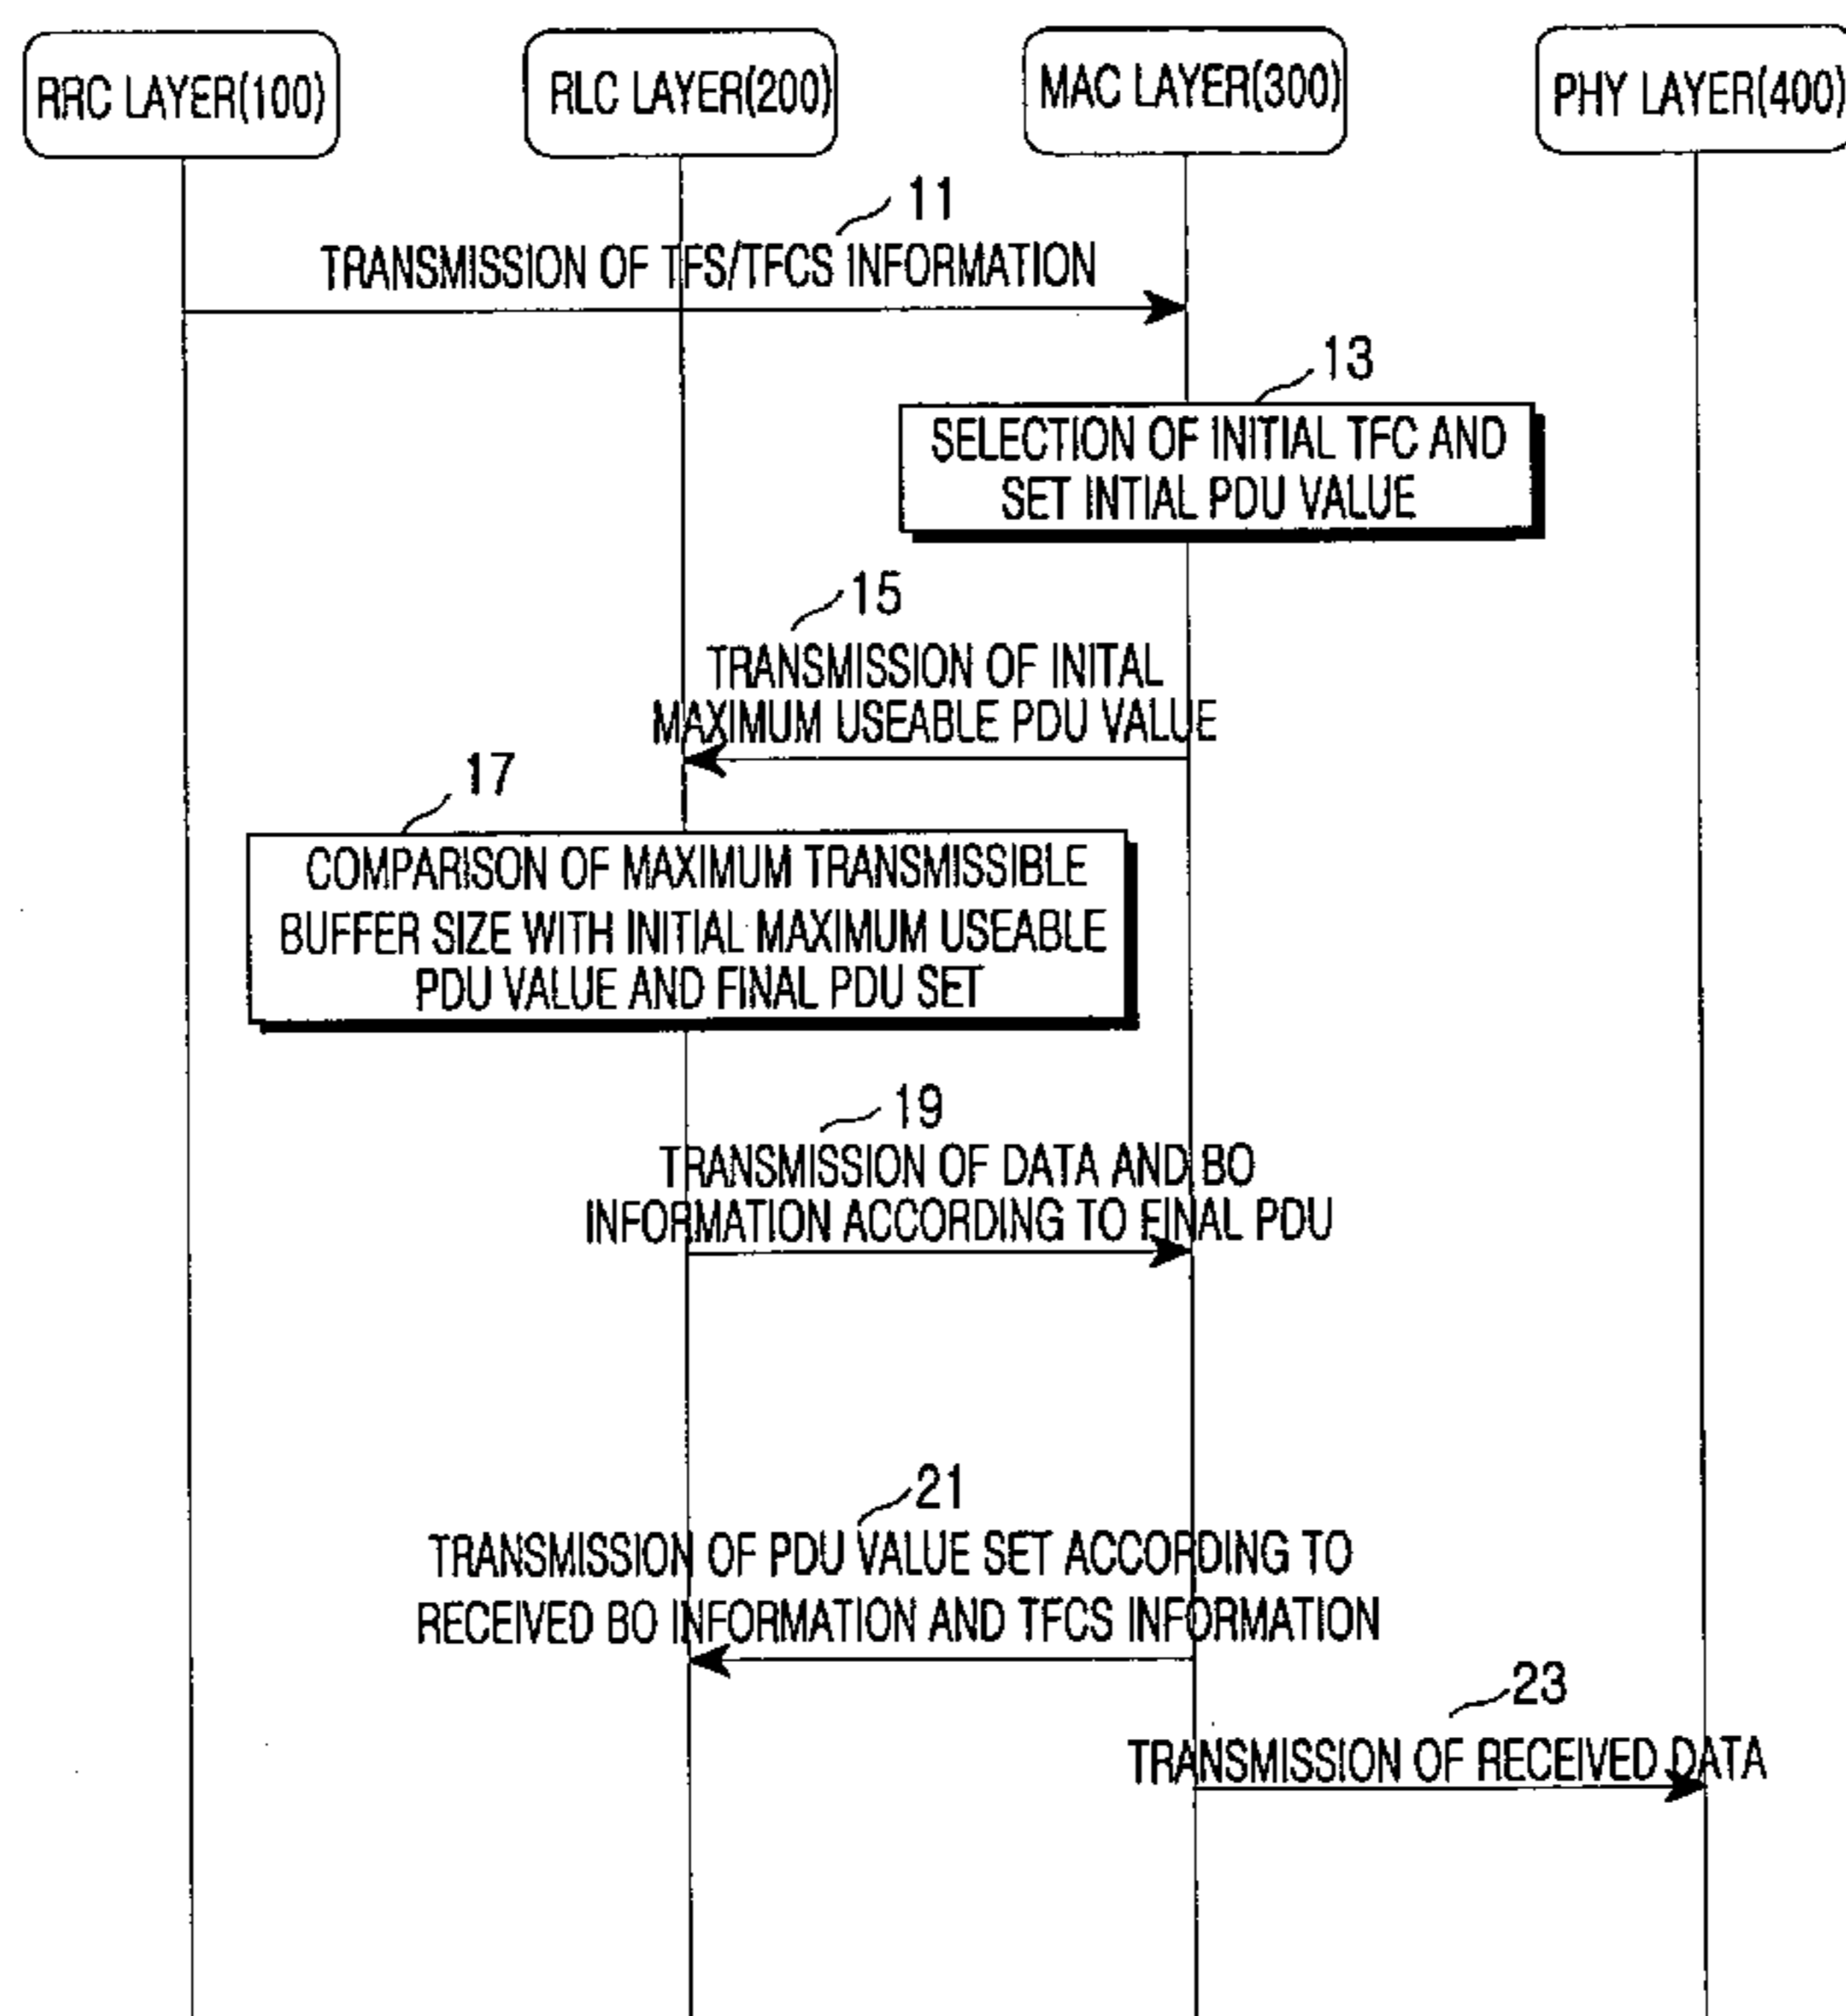 RRC LAYER(100)
RLC LAYER(200)
MAC LAYER(300)
PHY LAYER(400)
11
TRANSMISSION OF TFS/TFCS INFORMATION
13
SELECTION OF INITIAL TFC AND
SET INTIAL PDU VALUE
15
TRANSMISSION OF INITAL
MAXIMUM USEABLE PDU VALUE
17
COMPARISON OF MAXIMUM TRANSMISSIBLE
BUFFER SIZE WITH INITIAL MAXIMUM USEABLE
PDU VALUE AND FINAL PDU SET
19
TRANSMISSION OF DATA AND BO
INFORMATION ACCORDING TO FINAL PDU
21
TRANSMISSION OF PDU VALUE SET ACCORDING TO
RECEIVED BO INFORMATION AND TFCS INFORMATION
23
TRANSMISSION OF RECEIVED DATA